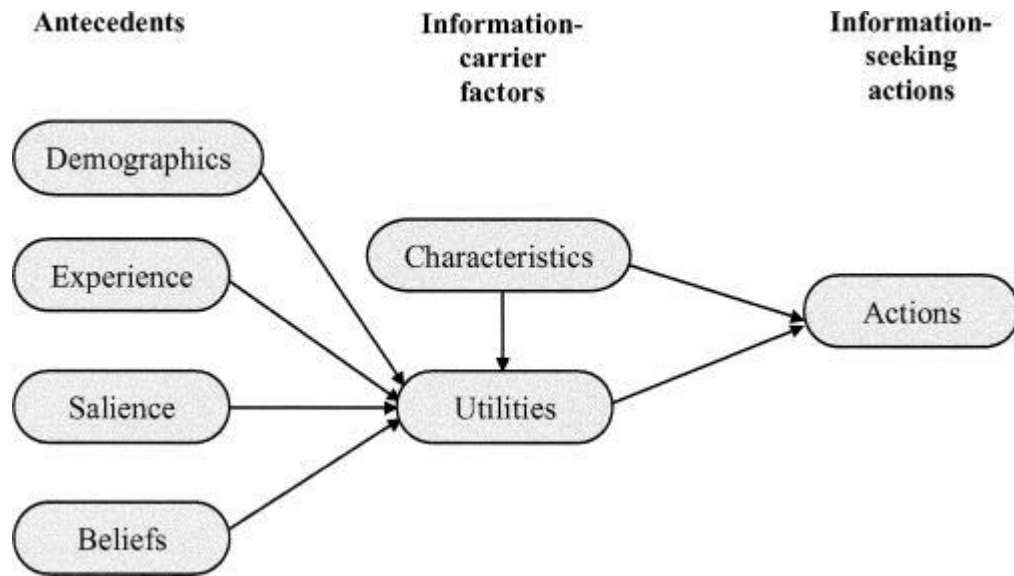 Antecedents
Information-
carrier
factors
Information-
seeking
actions
Demographics
Experience
Salience
Beliefs
Characteristics
Utilities
Actions